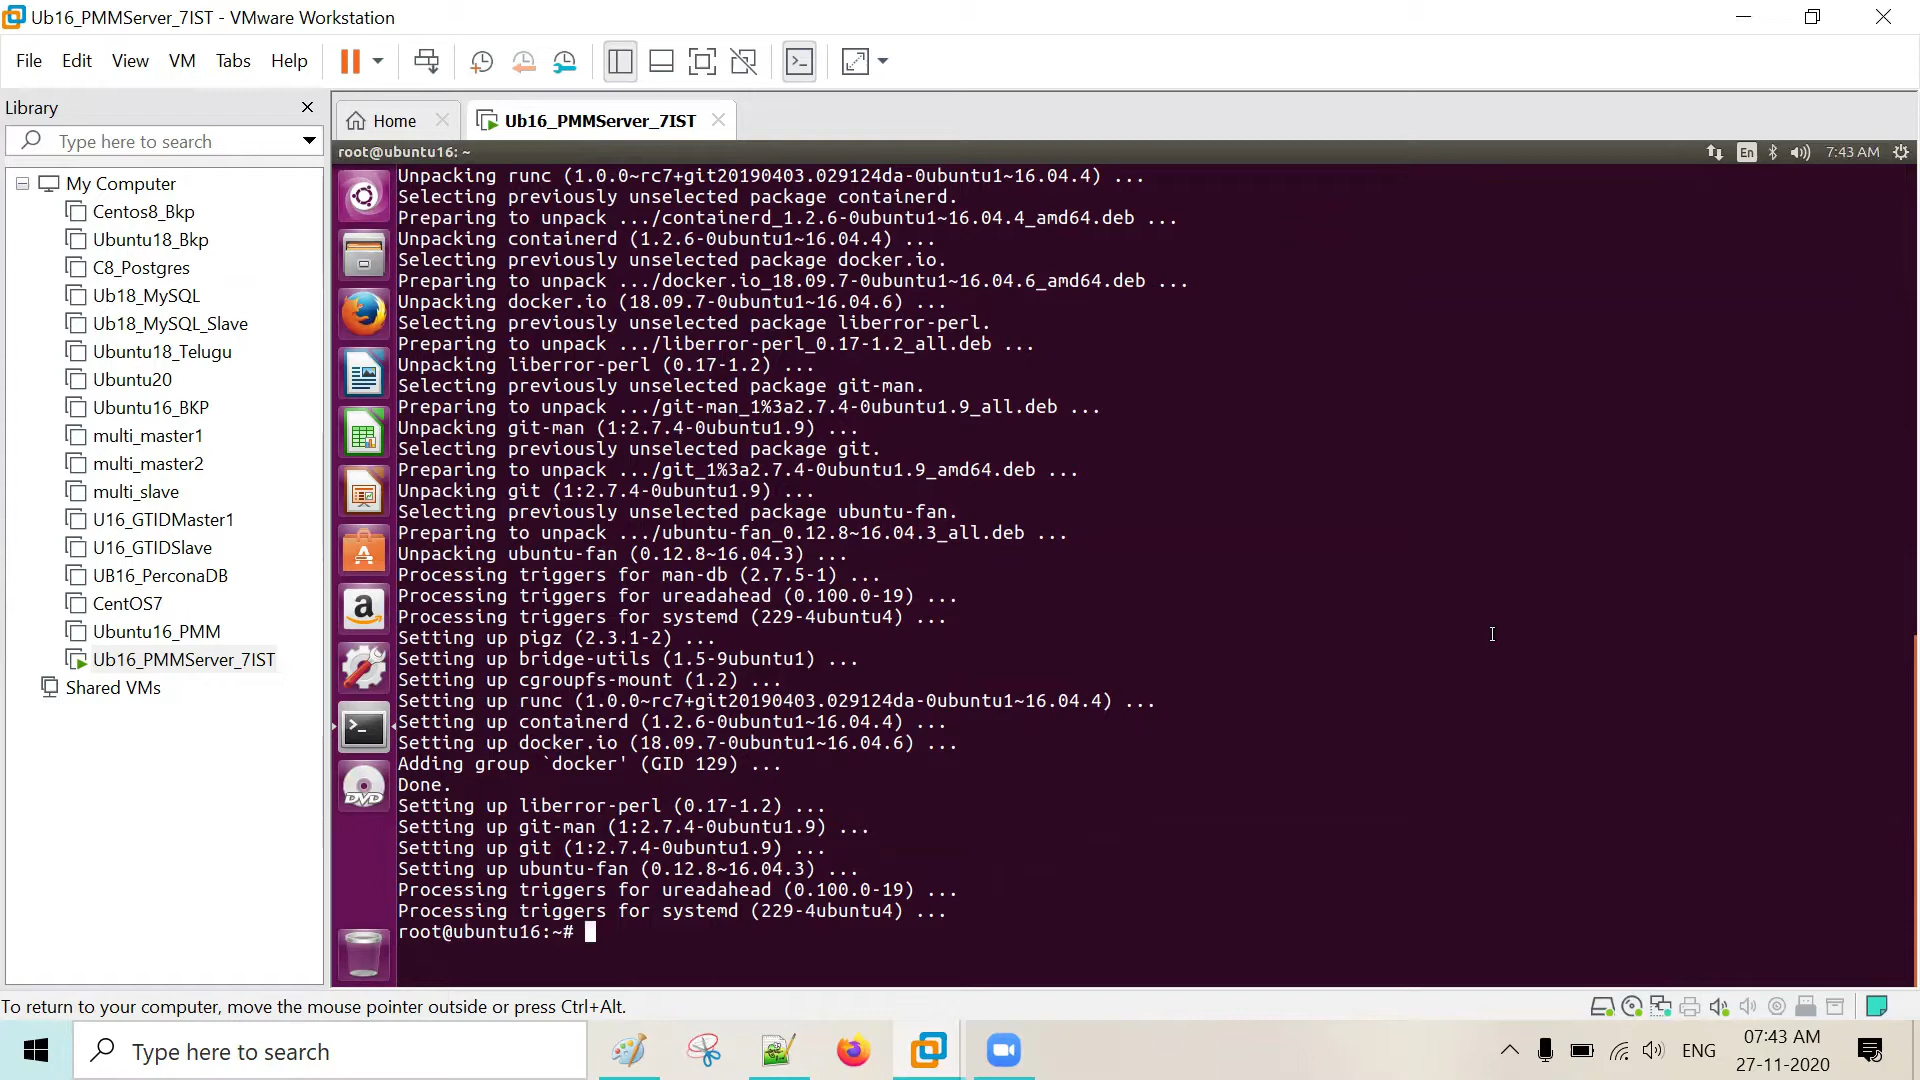 Ub16_PMMServer_7IST - VMware Workstation
File Edit View VM Tabs Help
Library
Type here to search
My Computer
Centos8_Bkp
Ubuntu18_Bkp
C8_Postgres
Ub18_MySQL
Ub18_MySQL_Slave
Ubuntu18_Telugu
Ubuntu20
Ubuntu16_BKP
multi_master1
multi_master2
multi_slave
U16_GTIDMaster1
U16_GTIDSlave
UB16_PerconaDB
CentOS7
Ubuntu16_PMM
Ub16_PMMServer_7IST
Shared VMs
Home Ub16_PMMServer_7IST
root@ubuntu16: ~ En 7:43 AM
Unpacking runc (1.0.0~rc7+git20190403.029124da-0ubuntu1~16.04.4) ...
Selecting previously unselected package containerd.
Preparing to unpack .../containerd_1.2.6-0ubuntu1~16.04.4_amd64.deb ...
Unpacking containerd (1.2.6-0ubuntu1~16.04.4) ...
Selecting previously unselected package docker.io.
Preparing to unpack .../docker.io_18.09.7-0ubuntu1~16.04.6_amd64.deb ...
Unpacking docker.io (18.09.7-0ubuntu1~16.04.6) ...
Selecting previously unselected package liberror-perl.
Preparing to unpack .../liberror-perl_0.17-1.2_all.deb ...
Unpacking liberror-perl (0.17-1.2) ...
Selecting previously unselected package git-man.
Preparing to unpack .../git-man_1%3a2.7.4-0ubuntu1.9_all.deb ...
Unpacking git-man (1:2.7.4-0ubuntu1.9) ...
Selecting previously unselected package git.
Preparing to unpack .../git_1%3a2.7.4-0ubuntu1.9_amd64.deb ...
Unpacking git (1:2.7.4-0ubuntu1.9) ...
Selecting previously unselected package ubuntu-fan.
Preparing to unpack .../ubuntu-fan_0.12.8~16.04.3_all.deb ...
Unpacking ubuntu-fan (0.12.8~16.04.3) ...
Processing triggers for man-db (2.7.5-1) ...
Processing triggers for ureadahead (0.100.0-19) ...
Processing triggers for systemd (229-4ubuntu4) ...
Setting up pigz (2.3.1-2) ...
Setting up bridge-utils (1.5-9ubuntu1) ...
Setting up cgroupfs-mount (1.2) ...
Setting up runc (1.0.0~rc7+git20190403.029124da-0ubuntu1~16.04.4) ...
Setting up containerd (1.2.6-0ubuntu1~16.04.4) ...
Setting up docker.io (18.09.7-0ubuntu1~16.04.6) ...
Adding group `docker' (GID 129) ...
Done.
Setting up liberror-perl (0.17-1.2) ...
Setting up git-man (1:2.7.4-0ubuntu1.9) ...
Setting up git (1:2.7.4-0ubuntu1.9) ...
Setting up ubuntu-fan (0.12.8~16.04.3) ...
Processing triggers for ureadahead (0.100.0-19) ...
Processing triggers for systemd (229-4ubuntu4) ...
root@ubuntu16:~#
DVD
To return to your computer, move the mouse pointer outside or press Ctrl+Alt.
Type here to search
ENG
07:43 AM
27-11-2020